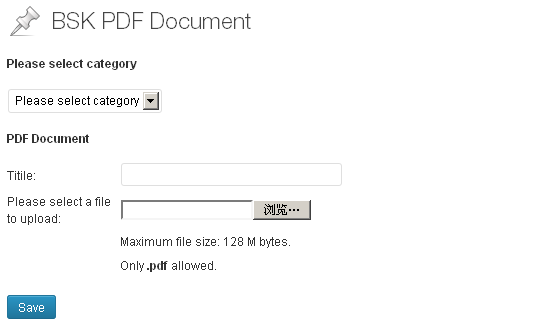 BSK PDF Document
Please select category
Please select category
PDF Document
Titile:
Please select a file
to upload:
浏览…
Maximum file size: 128 M bytes.
Only .pdf allowed.
Save